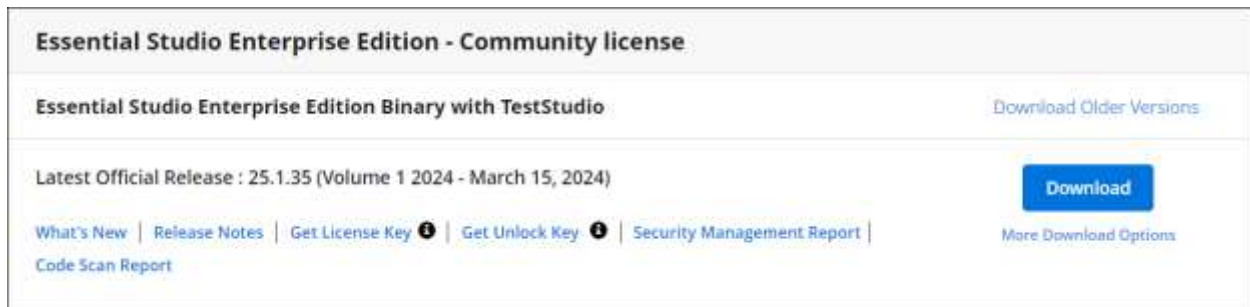 Essential Studio Enterprise Edition - Community license
Essential Studio Enterprise Edition Binary with TestStudio
Download Older Versions
Latest Official Release : 25.1.35 (Volume 1 2024 - March 15, 2024)
Download
What's New | Release Notes | Get License Key | Get Unlock Key | Security Management Report |
More Download Options
Code Scan Report